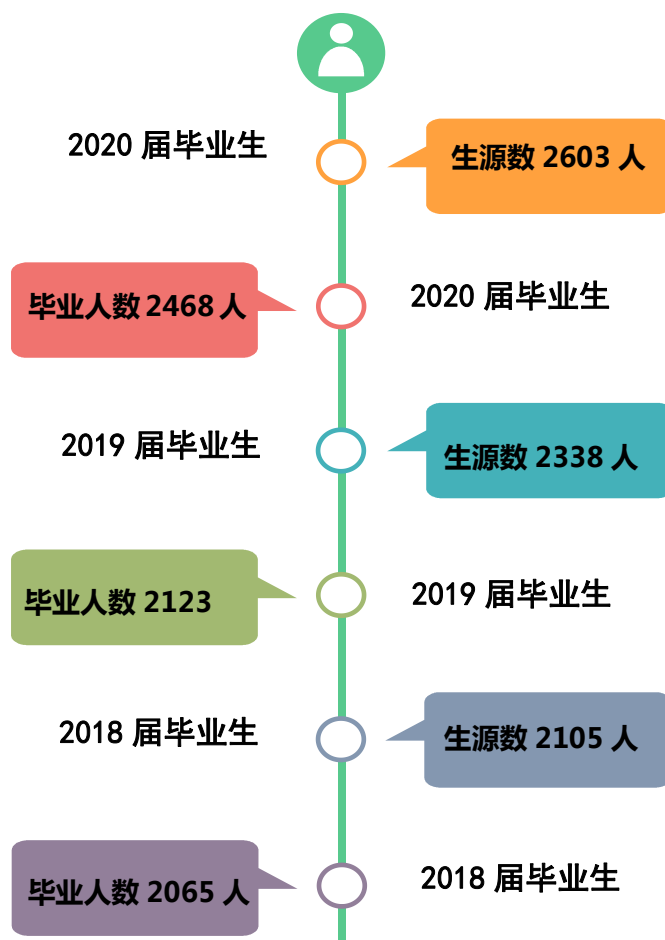 2020 届毕业生
生源数 2603 人
毕业人数 2468 人
2020 届毕业生
2019 届毕业生
生源数 2338 人
毕业人数 2123
2019 届毕业生
2018 届毕业生
生源数 2105 人
毕业人数 2065 人
2018 届毕业生